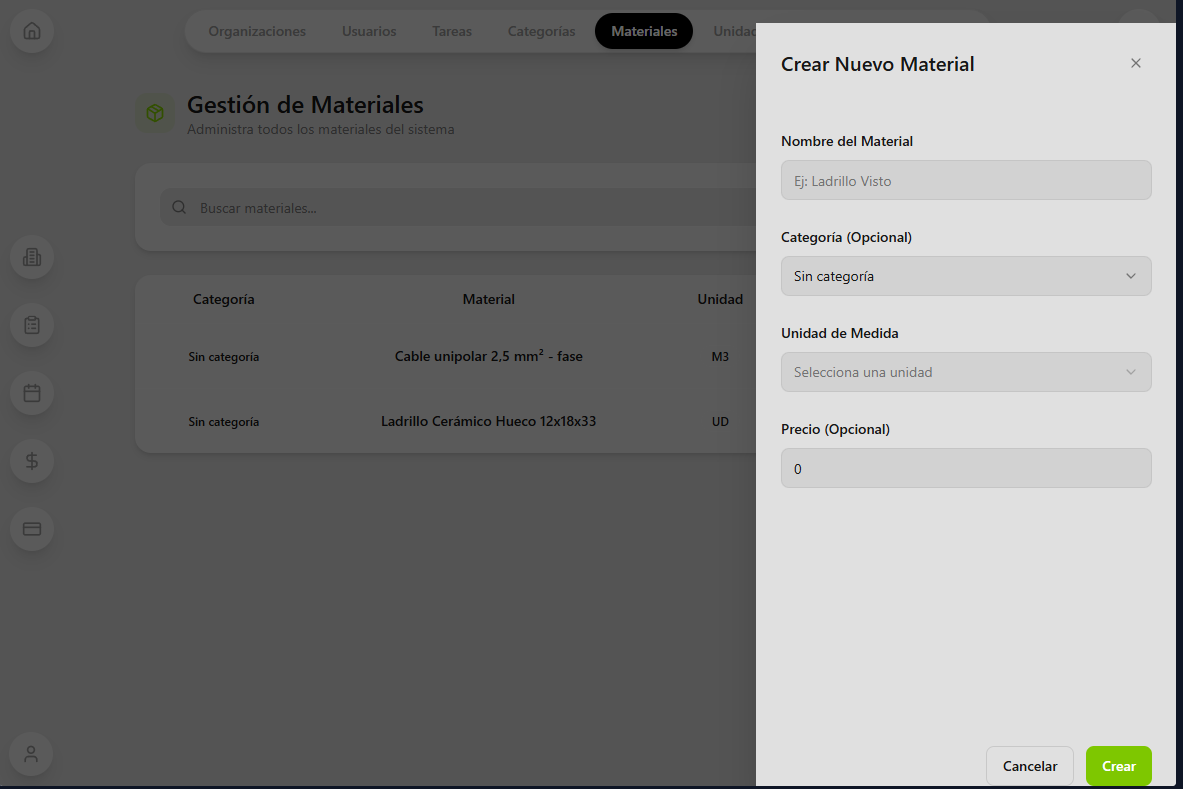 Organizaciones Usuarios Tareas Categorías Materiales
Gestión de Materiales
Administra todos los materiales del sistema
Buscar materiales...
Categoría Material Unidad
Sin categoría Cable unipolar 2,5 mm² - fase M3
Sin categoría Ladrillo Cerámico Hueco 12x18x33 UD
Crear Nuevo Material
Nombre del Material
Ej: Ladrillo Visto
Categoría (Opcional)
Sin categoría
Unidad de Medida
Selecciona una unidad
Precio (Opcional)
0
Cancelar Crear